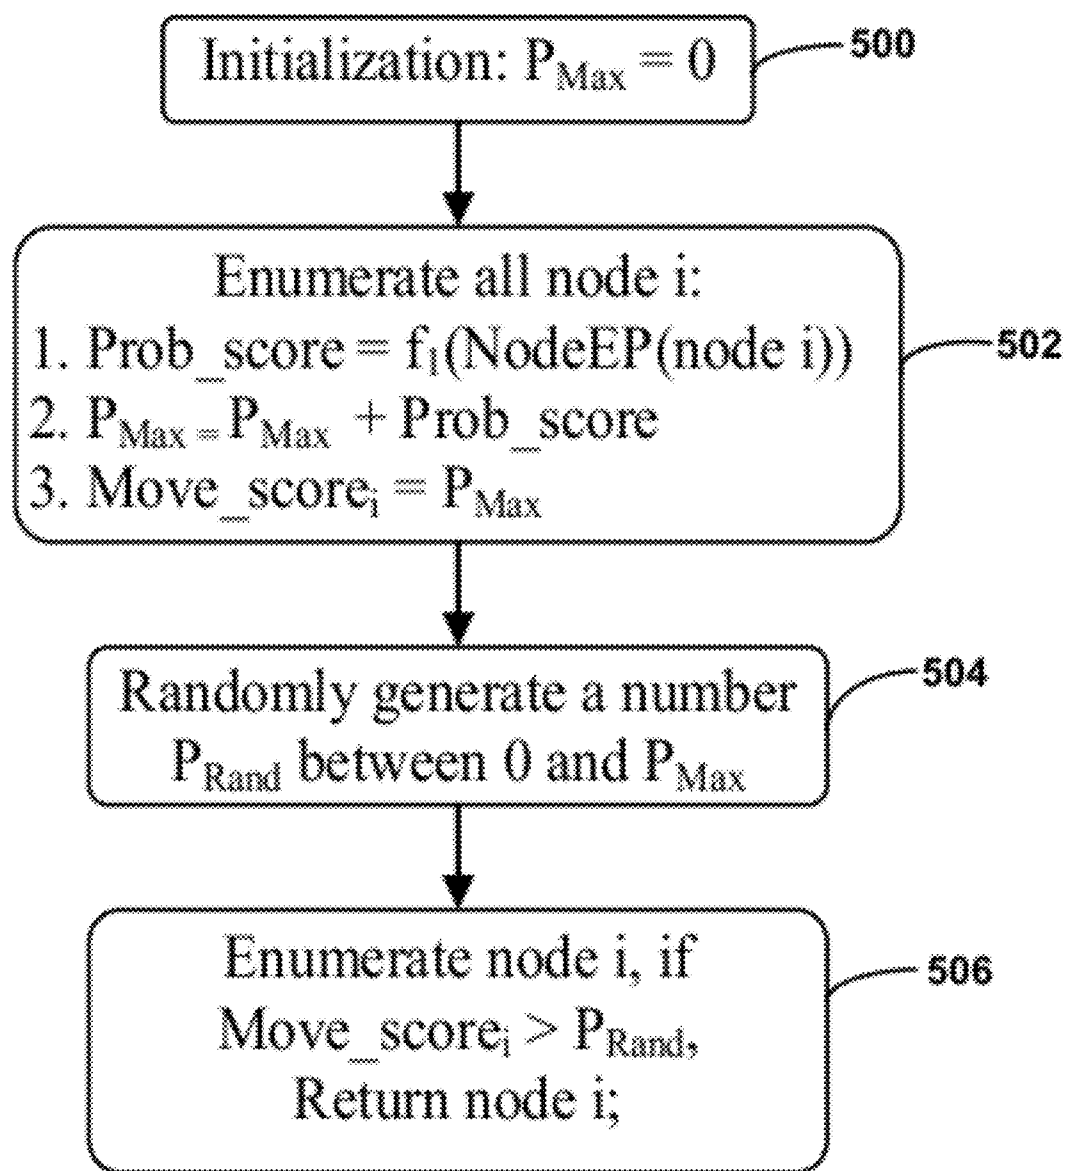 Initialization: P_Max = 0
500
Enumerate all node i:
1. Prob_score = f_1(NodeEP(node i))
502
2. P_Max = P_Max + Prob_score
3. Move_score_i = P_Max
Randomly generate a number
504
P_Rand between 0 and P_Max
Enumerate node i, if
506
Move_score_i > P_Rand,
Return node i;